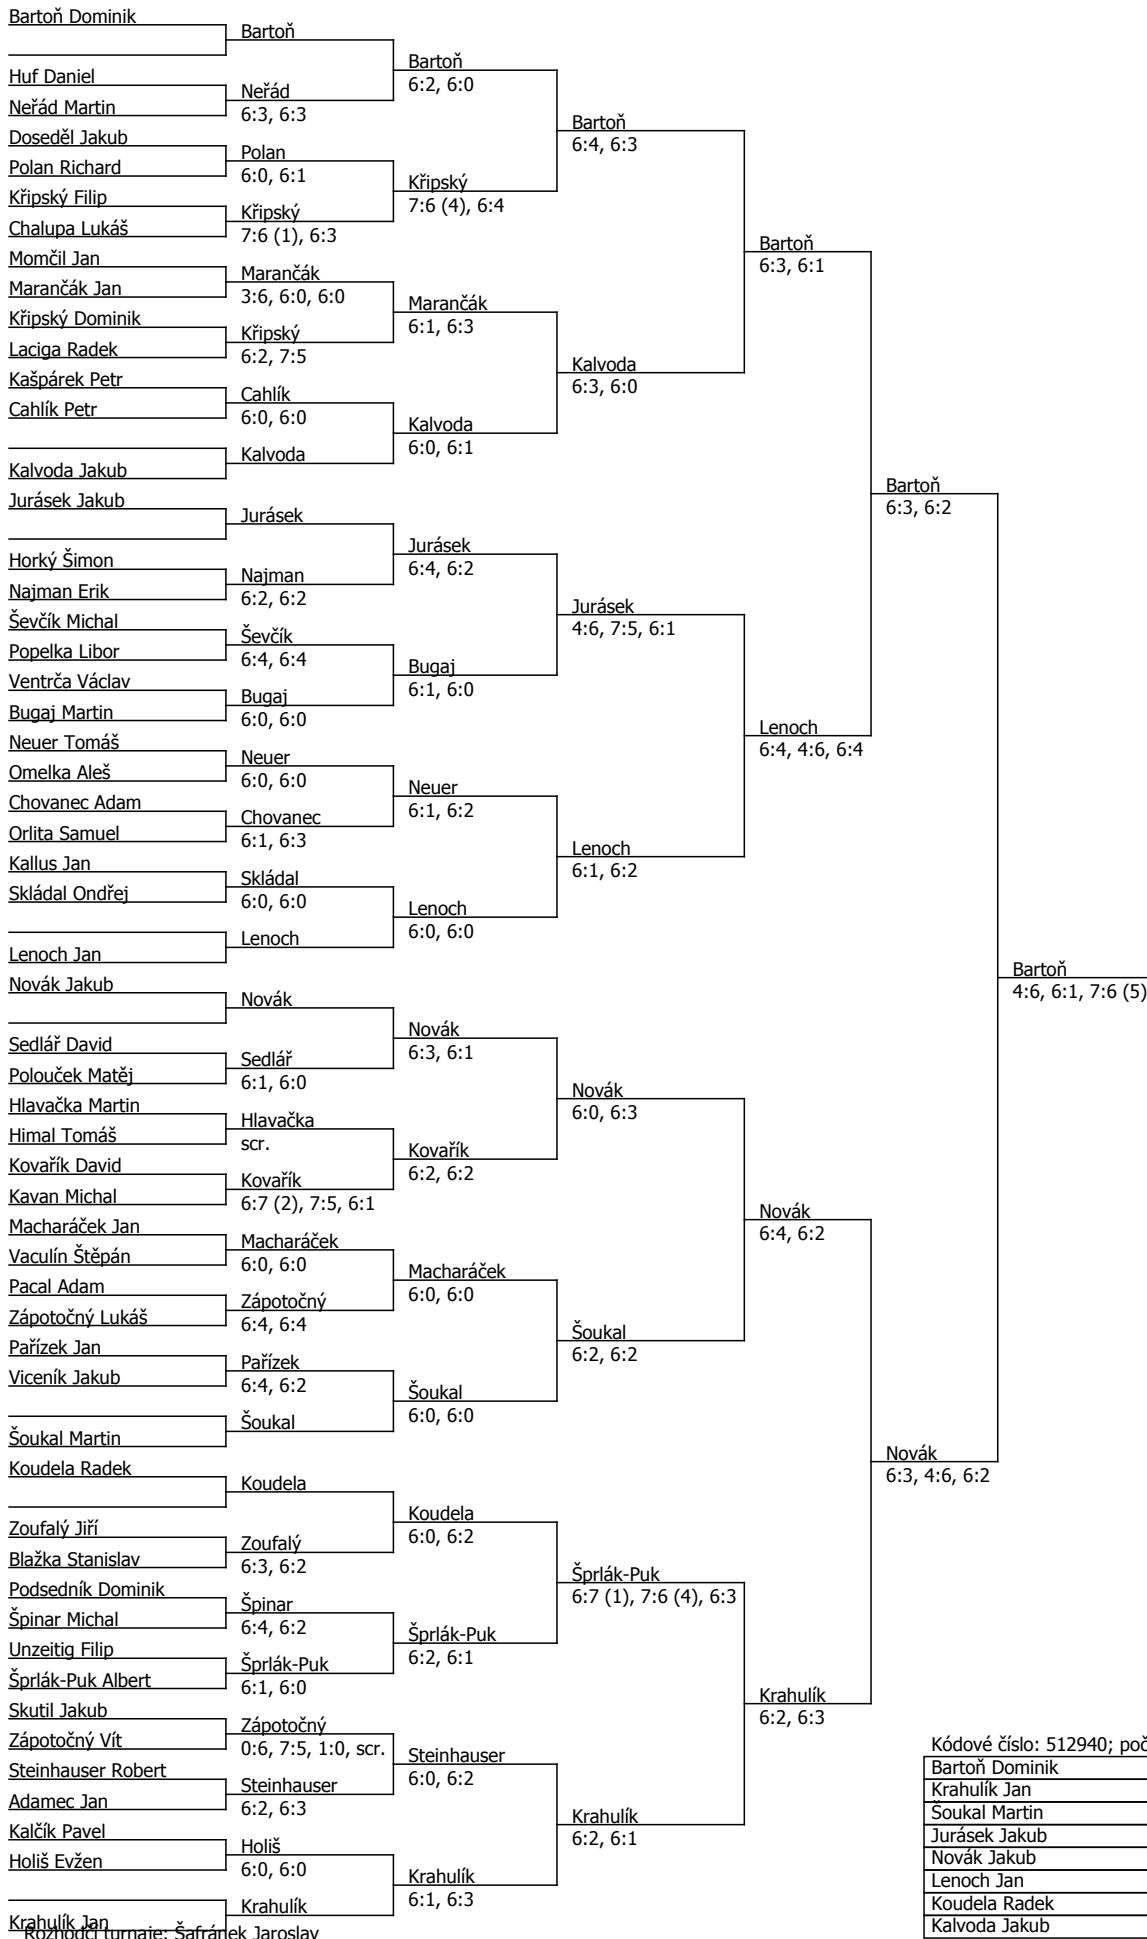 Bartoň Dominik
Huf Daniel
Neřád Martin
Doseděl Jakub
Polan Richard
Křipský Filip
Chalupa Lukáš
Momčil Jan
Marančák Jan
Křipský Dominik
Laciga Radek
Kašpárek Petr
Cahlík Petr
Kalvoda Jakub
Jurásek Jakub
Horký Šimon
Najman Erik
Ševčík Michal
Popelka Libor
Ventrča Václav
Bugaj Martin
Neuer Tomáš
Omelka Aleš
Chovanec Adam
Orlita Samuel
Kallus Jan
Skládal Ondřej
Lenoch Jan
Novák Jakub
Sedlář David
Polouček Matěj
Hlavačka Martin
Himal Tomáš
Kovařík David
Kavan Michal
Macharáček Jan
Vaculín Štěpán
Pacal Adam
Zápotočný Lukáš
Pařízek Jan
Viceník Jakub
Šoukal Martin
Koudela Radek
Zoufalý Jiří
Blažka Stanislav
Podsedník Dominik
Špinar Michal
Unzeitig Filip
Šprlák-Puk Albert
Skutil Jakub
Zápotočný Vít
Steinhauser Robert
Adamec Jan
Kalčík Pavel
Holiš Evžen
Krahulík Jan
Rozhodčí turnaje: Šafránek Jaroslav
Bartoň
Neřád
6:3, 6:3
Polan
6:0, 6:1
Křipský
7:6 (1), 6:3
Marančák
3:6, 6:0, 6:0
Křipský
6:2, 7:5
Cahlík
6:0, 6:0
Kalvoda
Jurásek
Najman
6:2, 6:2
Ševčík
6:4, 6:4
Bugaj
6:0, 6:0
Neuer
6:0, 6:0
Chovanec
6:1, 6:3
Skládal
6:0, 6:0
Lenoch
Novák
Sedlář
6:1, 6:0
Hlavačka
scr.
Kovařík
6:7 (2), 7:5, 6:1
Macharáček
6:0, 6:0
Zápotočný
6:4, 6:4
Pařízek
6:4, 6:2
Šoukal
Koudela
Zoufalý
6:3, 6:2
Špinar
6:4, 6:2
Šprlák-Puk
6:1, 6:0
Zápotočný
0:6, 7:5, 1:0, scr.
Steinhauser
6:2, 6:3
Holiš
6:0, 6:0
Krahulík
Bartoň
6:2, 6:0
Křipský
7:6 (4), 6:4
Marančák
6:1, 6:3
Kalvoda
6:0, 6:1
Jurásek
6:4, 6:2
Bugaj
6:1, 6:0
Neuer
6:1, 6:2
Lenoch
6:0, 6:0
Novák
6:3, 6:1
Kovařík
6:2, 6:2
Macharáček
6:0, 6:0
Šoukal
6:0, 6:0
Koudela
6:0, 6:2
Šprlák-Puk
6:2, 6:1
Steinhauser
6:0, 6:2
Krahulík
6:1, 6:3
Bartoň
6:4, 6:3
Kalvoda
6:3, 6:0
Jurásek
4:6, 7:5, 6:1
Lenoch
6:1, 6:2
Novák
6:0, 6:3
Šoukal
6:2, 6:2
Šprlák-Puk
6:7 (1), 7:6 (4), 6:3
Krahulík
6:2, 6:1
Bartoň
6:3, 6:1
Lenoch
6:4, 4:6, 6:4
Novák
6:4, 6:2
Krahulík
6:2, 6:3
Bartoň
6:3, 6:2
Novák
6:3, 4:6, 6:2
Bartoň
4:6, 6:1, 7:6 (5)
Kódové číslo: 512940; poč
Bartoň Dominik
Krahulík Jan
Šoukal Martin
Jurásek Jakub
Novák Jakub
Lenoch Jan
Koudela Radek
Kalvoda Jakub